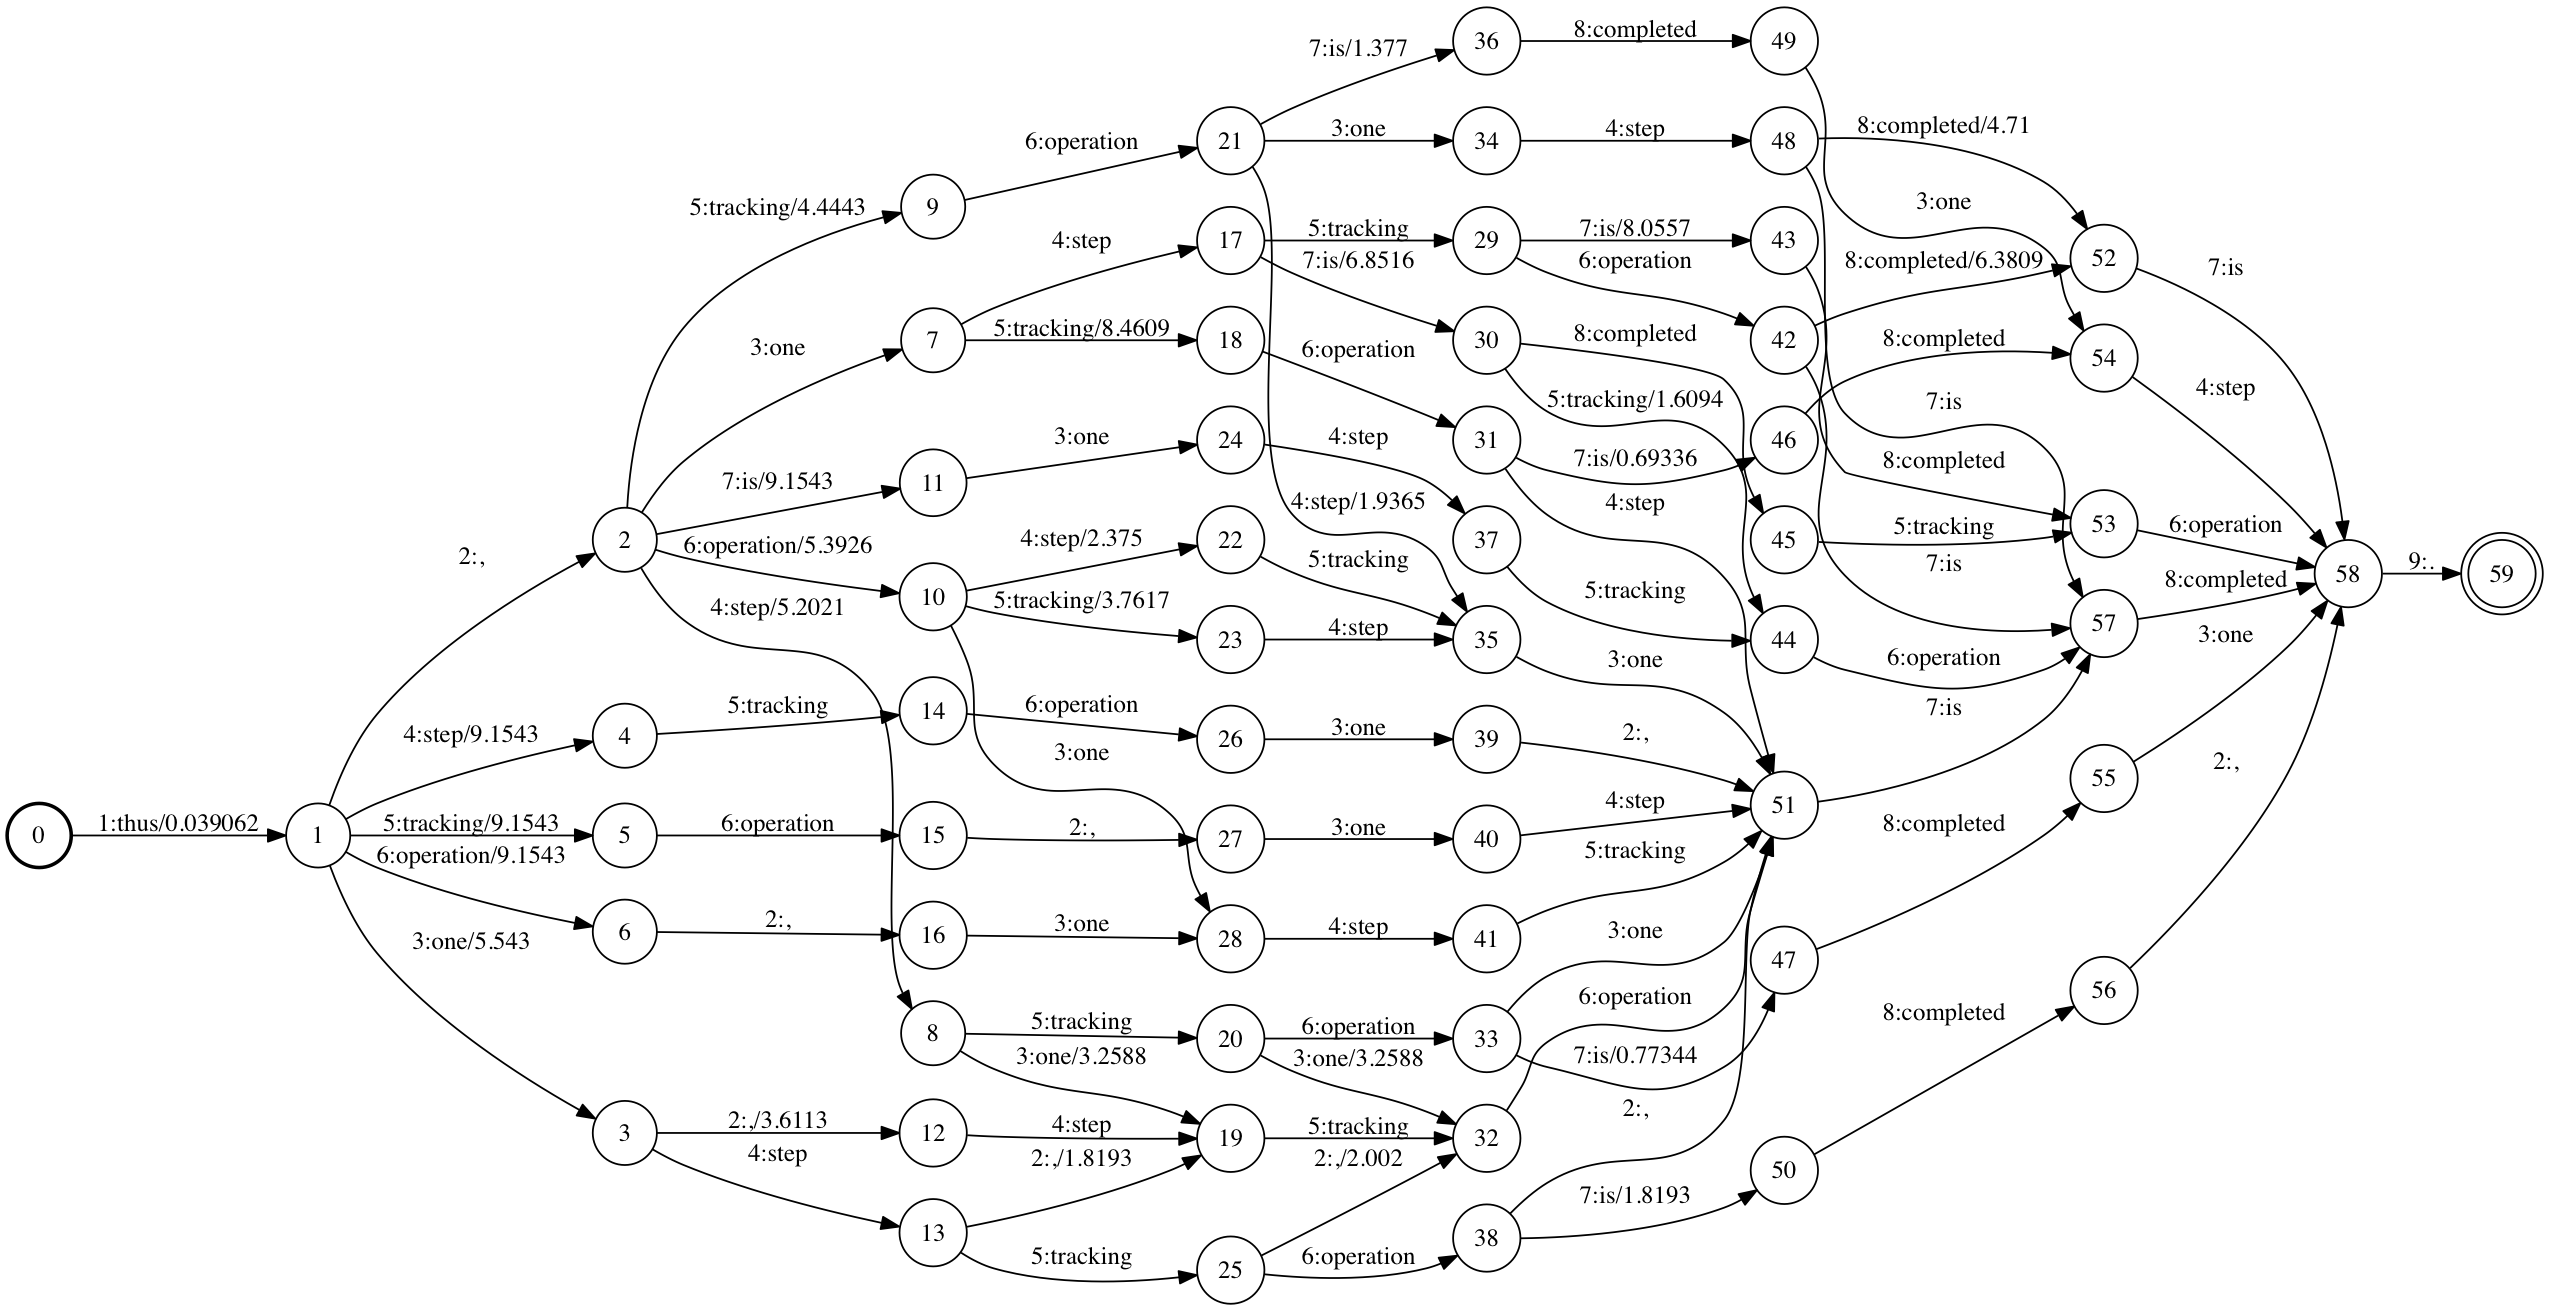 0
1:thus/0.039062
1
2:,
4:step/9.1543
5:tracking/9.1543
6:operation/9.1543
3:one/5.543
2
4
5
6
3
5:tracking/4.4443
3:one
7:is/9.1543
6:operation/5.3926
4:step/5.2021
5:tracking
6:operation
2:,
2:,/3.6113
4:step
9
7
11
10
14
15
16
8
12
13
6:operation
4:step
5:tracking/8.4609
3:one
4:step/2.375
5:tracking/3.7617
6:operation
3:one
2:,
3:one
5:tracking
3:one/3.2588
4:step
2:,/1.8193
5:tracking
21
17
18
24
22
23
26
27
28
20
19
25
7:is/1.377
3:one
5:tracking
7:is/6.8516
6:operation
4:step
4:step/1.9365
5:tracking
4:step
3:one
3:one
4:step
6:operation
3:one/3.2588
5:tracking
2:,/2.002
6:operation
36
34
29
30
31
37
35
39
40
41
33
32
38
8:completed
4:step
7:is/8.0557
6:operation
8:completed
5:tracking/1.6094
7:is/0.69336
4:step
5:tracking
3:one
2:,
4:step
5:tracking
3:one
6:operation
7:is/0.77344
2:,
7:is/1.8193
49
48
43
42
46
45
44
51
47
50
8:completed/4.71
3:one
8:completed/6.3809
8:completed
7:is
8:completed
5:tracking
7:is
6:operation
7:is
8:completed
8:completed
52
54
53
57
55
56
7:is
4:step
6:operation
8:completed
3:one
2:,
58
9:.
59